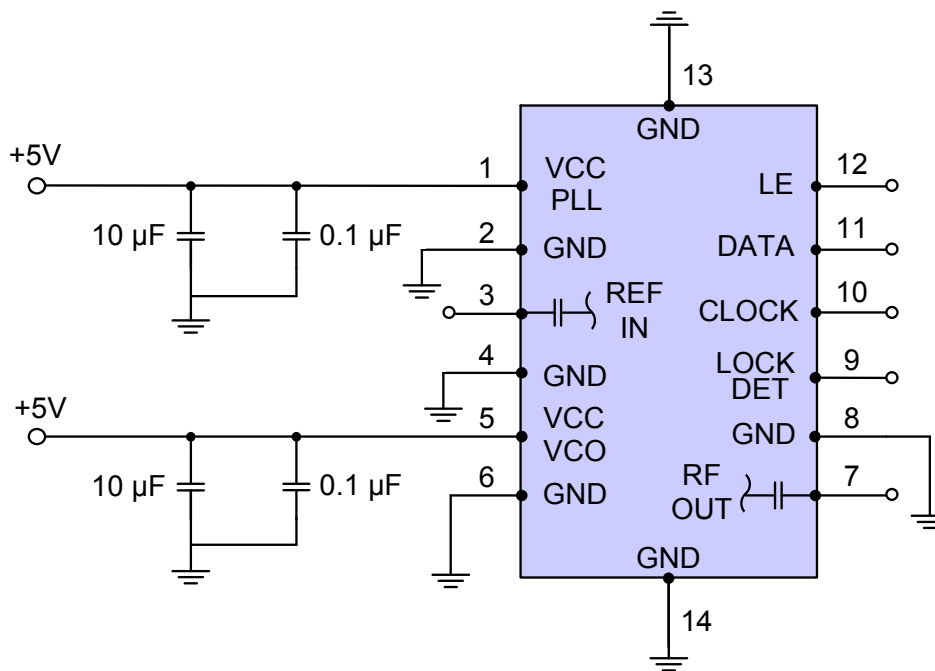 13
GND
+5V
1
VCC
PLL
12
LE
10 µF
0.1 µF
2
GND
11
DATA
3
REF
IN
10
CLOCK
4
GND
9
LOCK
DET
+5V
5
VCC
VCO
8
GND
10 µF
0.1 µF
6
GND
7
RF
OUT
GND
14